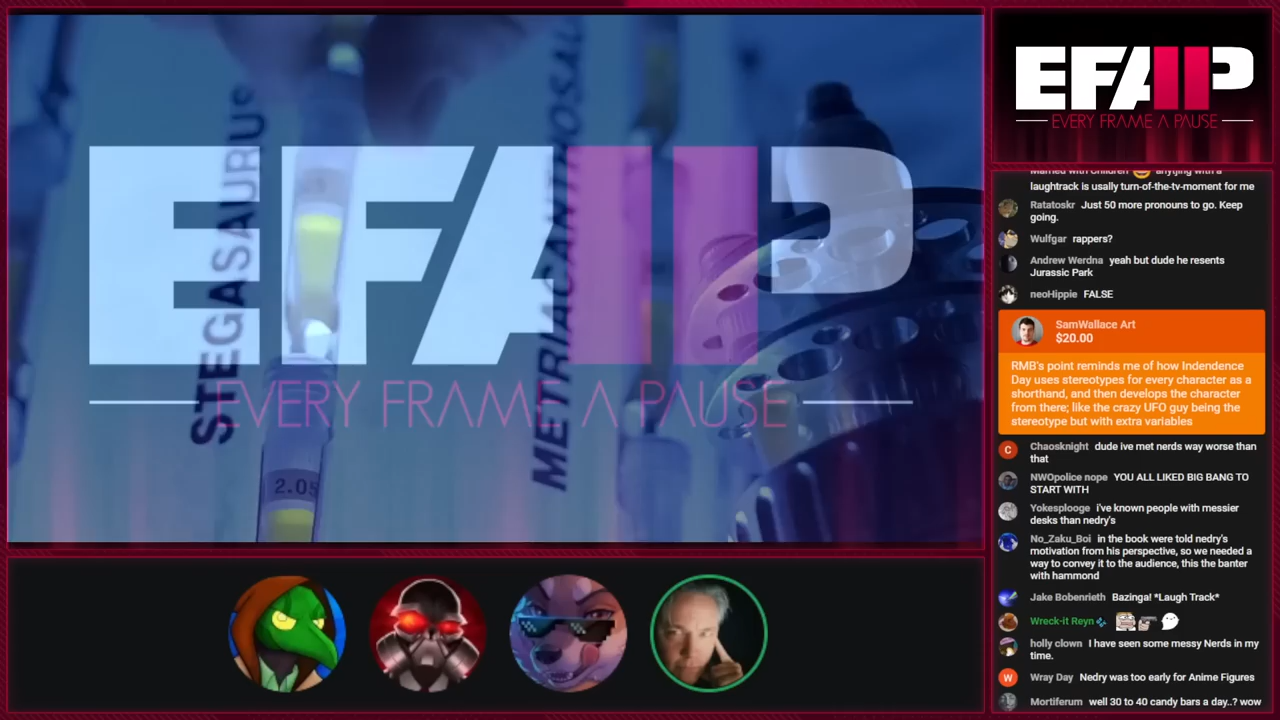 EFAP
EVERY FRAME A PAUSE
STEGASAURUS
METRIACANTHOSAU
2.05
EFAP
EVERY FRAME A PAUSE
Married with Children anytjing with a
laughtrack is usally turn-of-the-tv-moment for me
Ratatoskr Just 50 more pronouns to go. Keep
going.
Wulfgar rappers?
Andrew Werdna yeah but dude he resents
Jurassic Park
neoHippie FALSE
SamWallace Art
$20.00
RMB's point reminds me of how Indendence
Day uses stereotypes for every character as a
shorthand, and then develops the character
from there; like the crazy UFO guy being the
stereotype but with extra variables
C
Chaosknight dude ive met nerds way worse than
that
NWOpolice nope YOU ALL LIKED BIG BANG TO
START WITH
Yokesplooge i've known people with messier
desks than nedry's
No_Zaku_Boi in the book were told nedry's
motivation from his perspective, so we needed a
way to convey it to the audience, this the banter
with hammond
Jake Bobenrieth Bazinga! *Laugh Track*
Wreck-it Reyn
holly clown I have seen some messy Nerds in my
time.
W
Wray Day Nedry was too early for Anime Figures
Mortiferum well 30 to 40 candy bars a day..? wow